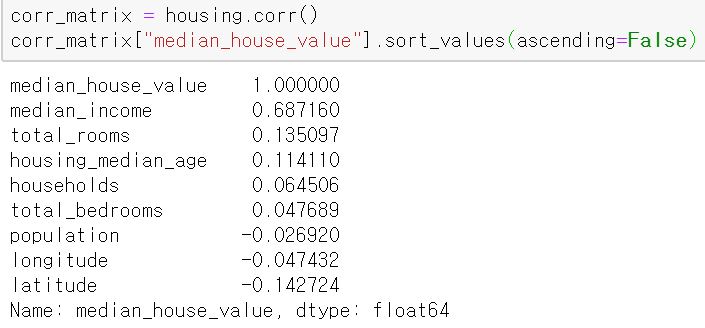 corr_matrix = housing.corr()
corr_matrix["median_house_value"].sort_values(ascending=False)
median_house_value    1.000000
median_income         0.687160
total_rooms           0.135097
housing_median_age    0.114110
households            0.064506
total_bedrooms        0.047689
population           -0.026920
longitude            -0.047432
latitude             -0.142724
Name: median_house_value, dtype: float64